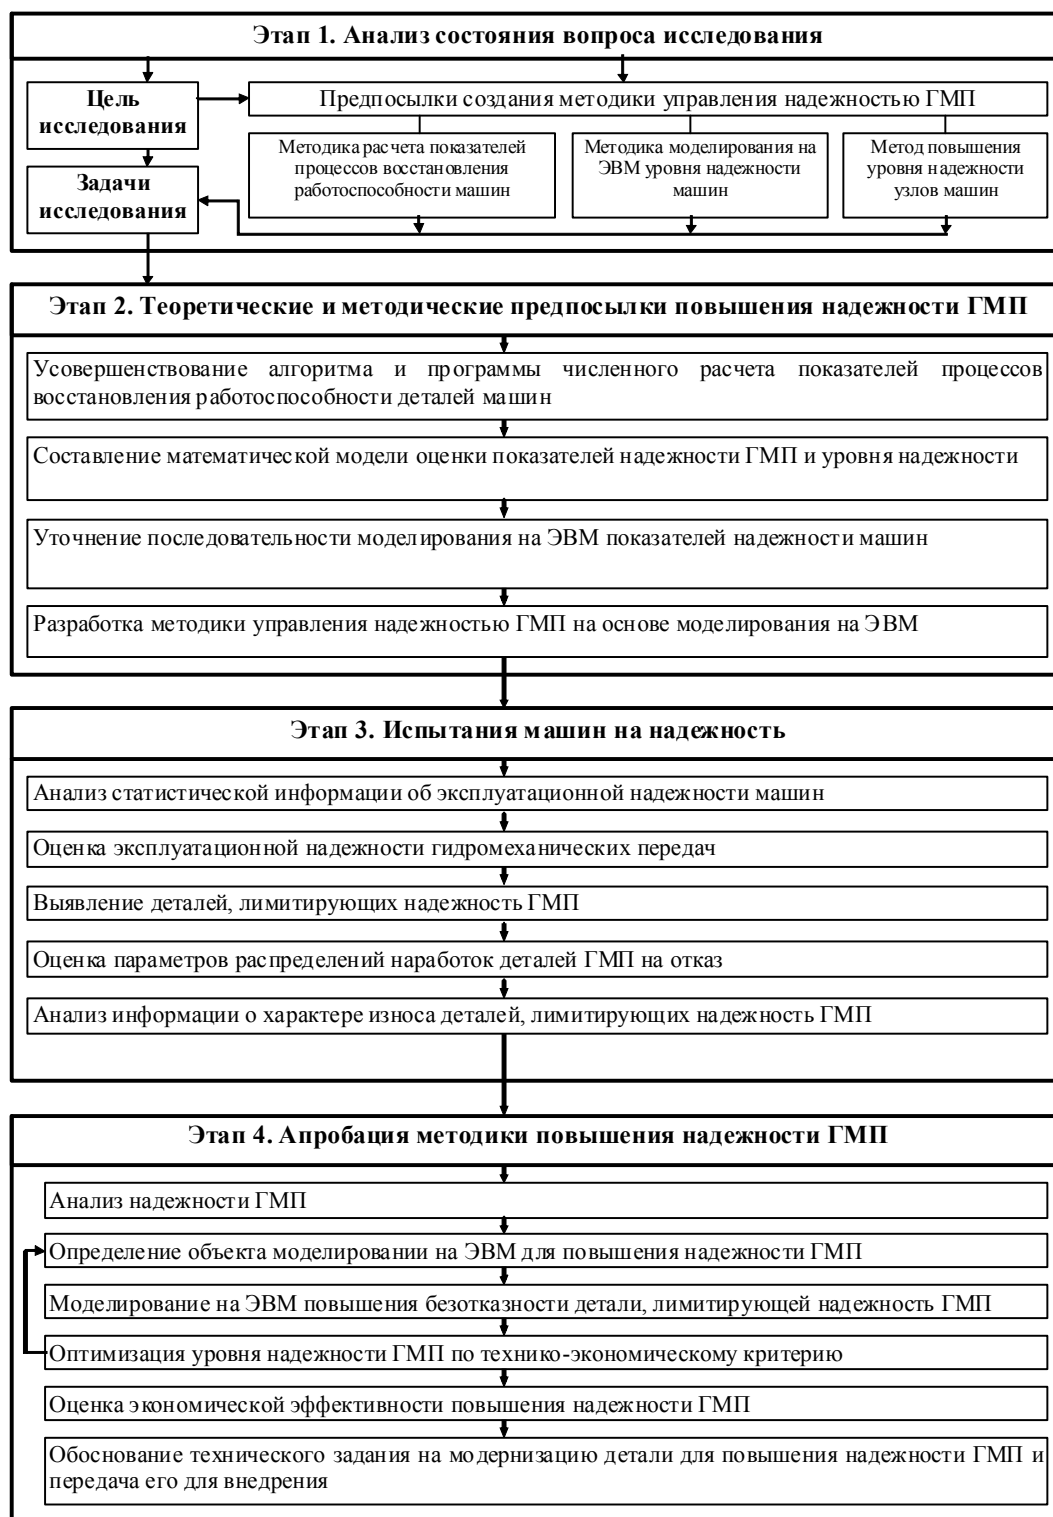 Этап 1. Анализ состояния вопроса исследования
Цель
исследования
Предпосылки создания методики управления надежностью ГМП
Методика расчета показателей
процессов восстановления
работоспособности машин
Методика моделирования на
ЭВМ уровня надежности
машин
Метод повышения
уровня надежности
узлов машин
Задачи
исследования
Этап 2. Теоретические и методические предпосылки повышения надежности ГМП
Усовершенствование алгоритма и программы численного расчета показателей процессов
восстановления работоспособности деталей машин
Составление математической модели оценки показателей надежности ГМП и уровня надежности
Уточнение последовательности моделирования на ЭВМ показателей надежности машин
Разработка методики управления надежностью ГМП на основе моделирования на ЭВМ
Этап 3. Испытания машин на надежность
Анализ статистической информации об эксплуатационной надежности машин
Оценка эксплуатационной надежности гидромеханических передач
Выявление деталей, лимитирующих надежность ГМП
Оценка параметров распределений наработок деталей ГМП на отказ
Анализ информации о характере износа деталей, лимитирующих надежность ГМП
Этап 4. Апробация методики повышения надежности ГМП
Анализ надежности ГМП
Определение объекта моделировании на ЭВМ для повышения надежности ГМП
Моделирование на ЭВМ повышения безотказности детали, лимитирующей надежность ГМП
Оптимизация уровня надежности ГМП по технико-экономическому критерию
Оценка экономической эффективности повышения надежности ГМП
Обоснование технического задания на модернизацию детали для повышения надежности ГМП и
передача его для внедрения